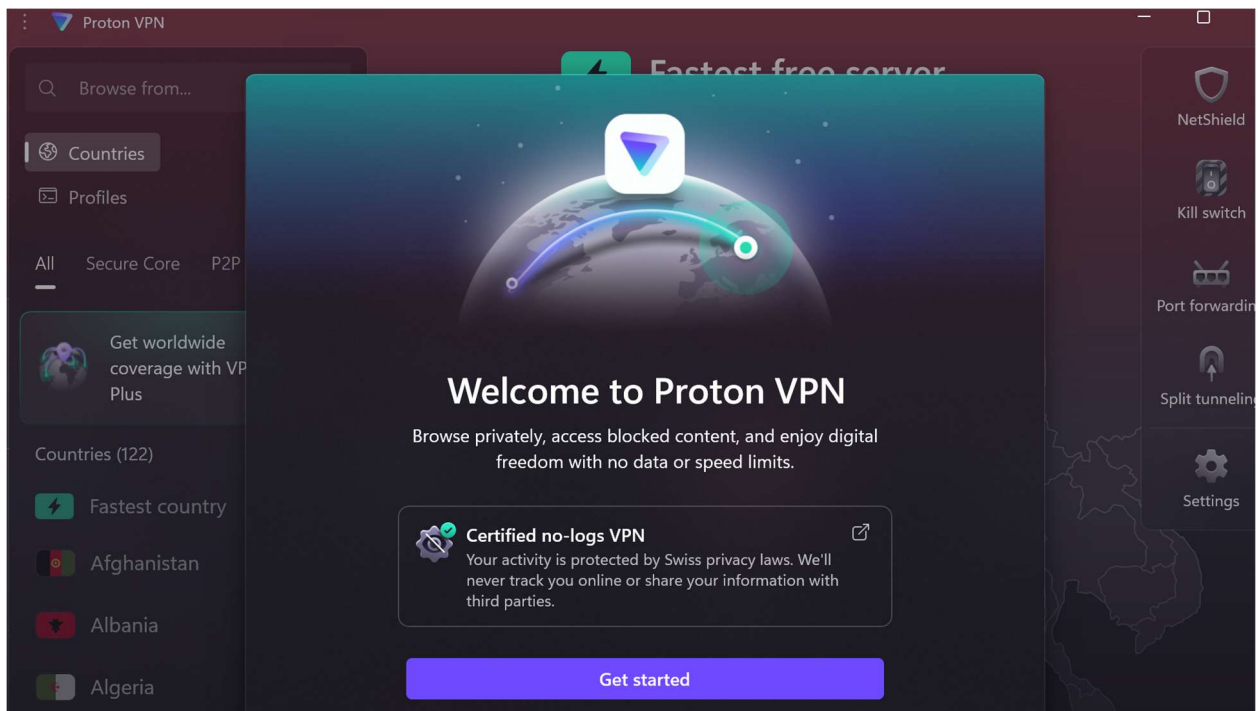 Proton VPN
Browse from...
Countries
Profiles
All Secure Core P2P
Get worldwide
coverage with VP
Plus
Countries (122)
Fastest country
Afghanistan
Albania
Algeria
Fastest free server
Welcome to Proton VPN
Browse privately, access blocked content, and enjoy digital
freedom with no data or speed limits.
Certified no-logs VPN
Your activity is protected by Swiss privacy laws. We'll
never track you online or share your information with
third parties.
Get started
NetShield
Kill switch
Port forwardin
Split tunneling
Settings